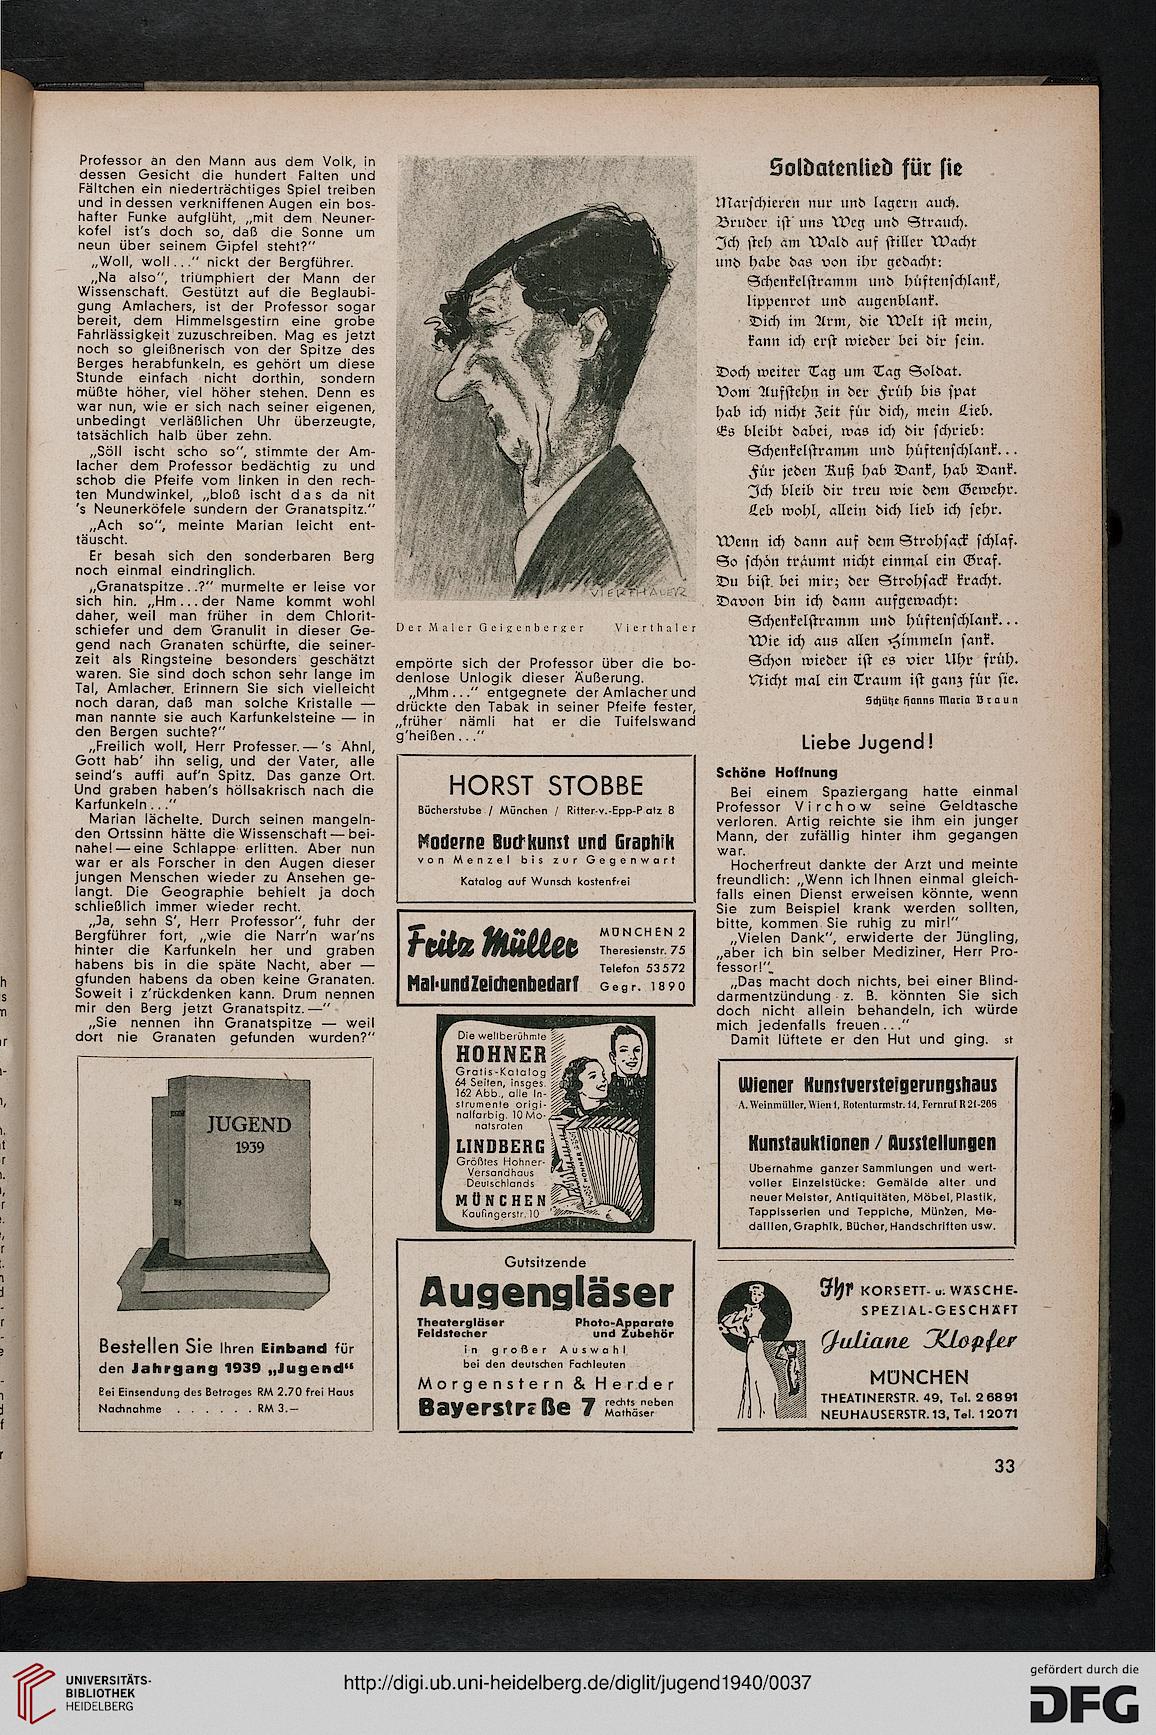 Professor an den Mann aus dem Volk, in
dessen Gesicht die hundert Falten und
Fältchen ein niederträchtiges Spiel treiben
und in dessen verkniffenen Augen ein bos-
hafter Funke aufglüht, „mit dem Neuner-
kofel ist's doch so, daß die Sonne um
neun über seinem Gipfel steht?"
„Woll, woll..." nickt der Bergführer.
„Na also", triumphiert der Mann der
Wissenschaft. Gestützt auf die Beglaubi-
gung Amlachers, ist der Professor sogar
bereit, dem Himmelsgestirn eine grobe
Fahrlässigkeit zuzuschreiben. Mag es jetzt
noch so gleißnerisch von der Spitze des
Berges herabfunkeln, es gehört um diese
Stunde einfach nicht dorthin, sondern
müßte höher, viel höher stehen. Denn es
war nun, wie er sich nach seiner eigenen,
unbedingt verläßlichen Uhr überzeugte,
tatsächlich halb über zehn.
„Söll ischt scho so", stimmte der Am-
lacher dem Professor bedächtig zu und
schob die Pfeife vom linken in den rech-
ten Mundwinkel, „bloß ischt das da nit
's Neunerköfele sundern der Granatspitz."
„Ach so", meinte Marian leicht ent-
täuscht.
Er besah sich den sonderbaren Berg
noch einmal eindringlich.
„Granatspitze..?" murmelte er leise vor
sich hin. „Hm...der Name kommt wohl
daher, weil man früher in dem Chlorit-
schiefer und dem Granulit in dieser Ge-
gend nach Granaten schürfte, die seiner-
zeit als Ringsteine besonders geschätzt
waren. Sie sind doch schon sehr lange im
Tal, Amlacher. Erinnern Sie sich vielleicht
noch daran, daß man solche Kristalle —
man nannte sie auch Karfunkelsteine — in
den Bergen suchte?"
„Freilich woll, Herr Professer. — 's Ahnl,
Gott hab' ihn selig, und der Vater, alle
seind's auffi auf'n Spitz. Das ganze Ort.
Und graben haben's höllsakrisch nach die
Karfunkeln..."
Marian lächelte. Durch seinen mangeln-
den Ortssinn hätte die Wissenschaft — bei-
nahe! — eine Schlappe erlitten. Aber nun
war er als Forscher in den Augen dieser
jungen Menschen wieder zu Ansehen ge-
langt. Die Geographie behielt ja doch
schließlich immer wieder recht.
„Ja, sehn S', Herr Professor", fuhr der
Bergführer fort, „wie die Narr'n war'ns
hinter die Karfunkeln her und graben
habens bis in die späte Nacht, aber —
gfunden habens da oben keine Granaten.
Soweit i z'rückdenken kann. Drum nennen
mir den Berg jetzt Granatspitz.—"
„Sie nennen ihn Granatspitze — weil
dort nie Granaten gefunden wurden?"
JUGEND
1939
Bestellen Sie Ihren Einband für
den Jahrgang 1939 „Jugend"
Bei Einsendung des Betrages RM 2.70 frei Haus
Nachnahme . . . . . . . RM 3.—
VIERTHALER
Der Maler Geigenberger Vierthaler
empörte sich der Professor über die bo-
denlose Unlogik dieser Äußerung.
„Mhm..." entgegnete der Amlacher und
drückte den Tabak in seiner Pfeife fester,
„früher nämli hat er die Tuifelswand
g'heißen..."
HORST STOBBE
Bücherstube / München / Ritter-v.-Epp-Platz 8
Moderne Buchkunst und Graphik
von Menzel bis zur Gegenwart
Katalog auf Wunsch kostenfrei
Fritz Müller
Mal- und Zeichenbedarf
MÜNCHEN 2
Theresienstr. 75
Telefon 53572
Gegr. 1890
Die weltberühmte
HOHNER
Gratis-Katalog
64 Seiten, insges.
162 Abb., alle In-
strumente origi-
nalfarbig. 10 Mo-
natsraten
LINDBERG
Größtes Hohner-
Versandhaus
Deutschlands
MÜNCHEN
Kaufingerstr. 10
Gutsitzende
Augengläser
Theatergläser Photo-Apparate
Feldstecher und Zubehör
in großer Auswahl
bei den deutschen Fachleuten
Morgenstern & Herder
Bayerstraße 7 rechts neben
Mathäser
Soldatenlied für sie
Marschieren nur und lagern auch.
Bruder ist uns Weg und Strauch.
Ich steh am Wald auf stiller Wacht
und habe das von ihr gedacht:
Schenkelstramm und hüftenschlank,
lippenrot und augenblank.
Dich im Arm, die Welt ist mein,
kann ich erst wieder bei dir sein.
Doch weiter Tag um Tag Soldat.
Vom Aufstehn in der Früh bis spat
hab ich nicht Zeit für dich, mein Lieb.
Es bleibt dabei, was ich dir schrieb:
Schenkelstramm und hüftenschlank...
Für jeden Kuß hab Dank, hab Dank.
Ich bleib dir treu wie dem Gewehr.
Leb wohl, allein dich lieb ich sehr.
Wenn ich dann auf dem Strohsack schlaf.
So schön träumt nicht einmal ein Graf.
Du bist bei mir; der Strohsack kracht.
Davon bin ich dann aufgewacht:
Schenkelstramm und hüftenschlank...
Wie ich aus allen Himmeln sank.
Schon wieder ist es vier Uhr früh.
Nicht mal ein Traum ist ganz für sie.
Schütze Hanns Maria Braun
Liebe Jugend!
Schöne Hoffnung
Bei einem Spaziergang hatte einmal
Professor Virchow seine Geldtasche
verloren. Artig reichte sie ihm ein junger
Mann, der zufällig hinter ihm gegangen
war.
Hocherfreut dankte der Arzt und meinte
freundlich: „Wenn ich Ihnen einmal gleich-
falls einen Dienst erweisen könnte, wenn
Sie zum Beispiel krank werden sollten,
bitte, kommen Sie ruhig zu mir!"
„Vielen Dank", erwiderte der Jüngling,
„aber ich bin selber Mediziner, Herr Pro-
fessor!"
„Das macht doch nichts, bei einer Blind-
darmentzündung z. B. könnten Sie sich
doch nicht allein behandeln, ich würde
mich jedenfalls freuen..."
Damit lüftete er den Hut und ging. st
Wiener Kunstversteigerungshaus
A. Weinmüller, Wien 1, Rotenturmstr. 14, Fernruf R 21-268
Kunstauktionen / Ausstellungen
Übernahme ganzer Sammlungen und wert-
voller Einzelstücke: Gemälde alter und
neuer Meister, Antiquitäten, Möbel, Plastik,
Tappisserien und Teppiche, Münzen, Me-
daillen, Graphik, Bücher, Handschriften usw.
Ihr KORSETT- u. WÄSCHE-
SPEZIAL-GESCHÄFT
Juliane Klopfer
MÜNCHEN
THEATINERSTR. 49, Tel. 26891
NEUHAUSERSTR. 13, Tel. 12071
33
UNIVERSITÄTS-
BIBLIOTHEK
HEIDELBERG
http://digi.ub.uni-heidelberg.de/diglit/jugend1940/0037
gefördert durch die
DFG